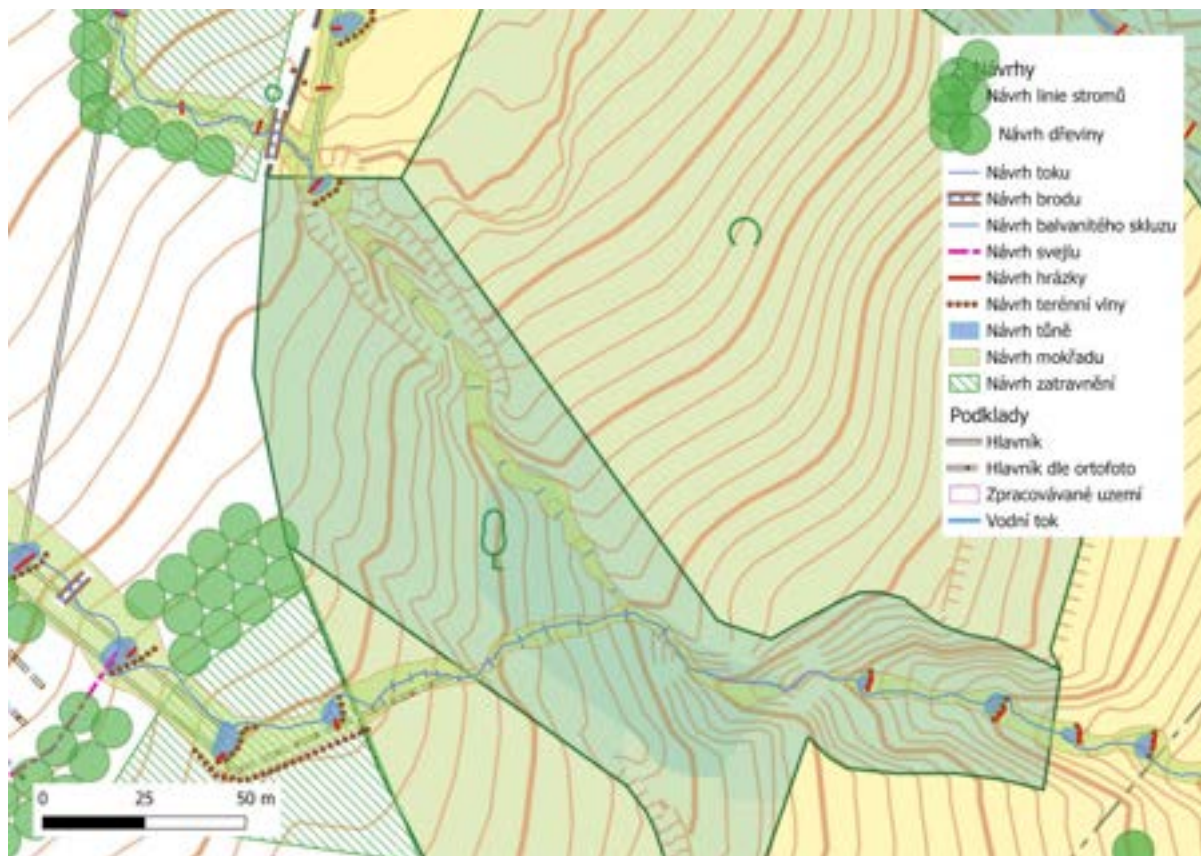 Návrhy
Návrh linie stromů
Návrh dřeviny
Návrh toku
Návrh brodu
Návrh balvanitého skluzu
Návrh svejlu
Návrh hrázky
Návrh terénní vlny
Návrh tůně
Návrh mokřadu
Návrh zatravnění
Podklady
Hlavník
Hlavník dle ortofoto
Zpracovávané uzemí
Vodní tok
0 25 50 m